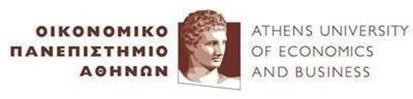 ΟΙΚΟΝΟΜΙΚΟ
ΠΑΝΕΠΙΣΤΗΜΙΟ
ΑΘΗΝΩΝ
ATHENS UNIVERSITY
OF ECONOMICS
AND BUSINESS